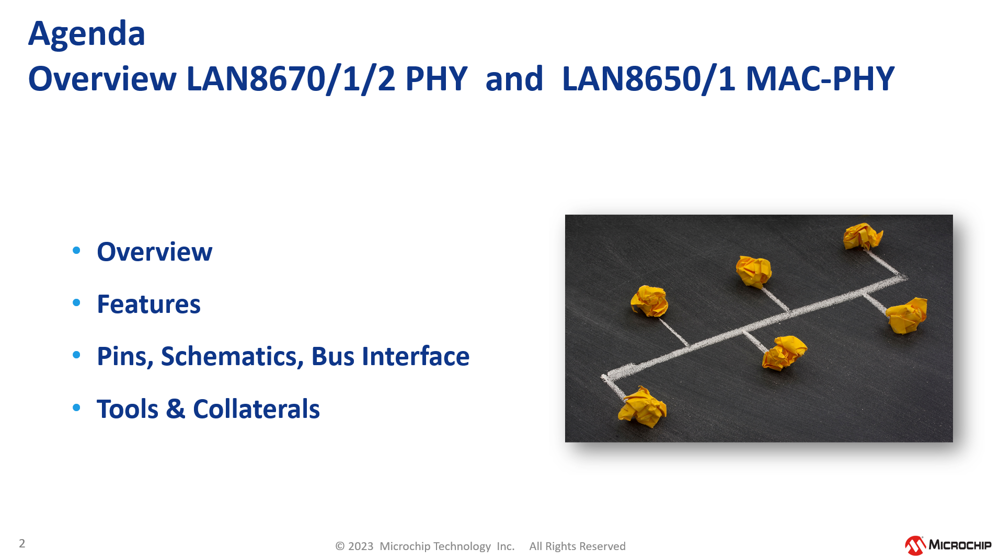 Agenda
Overview LAN8670/1/2 PHY and LAN8650/1 MAC-PHY
• Overview
• Features
• Pins, Schematics, Bus Interface
• Tools & Collaterals
2
© 2023 Microchip Technology Inc. All Rights Reserved
MICROCHIP